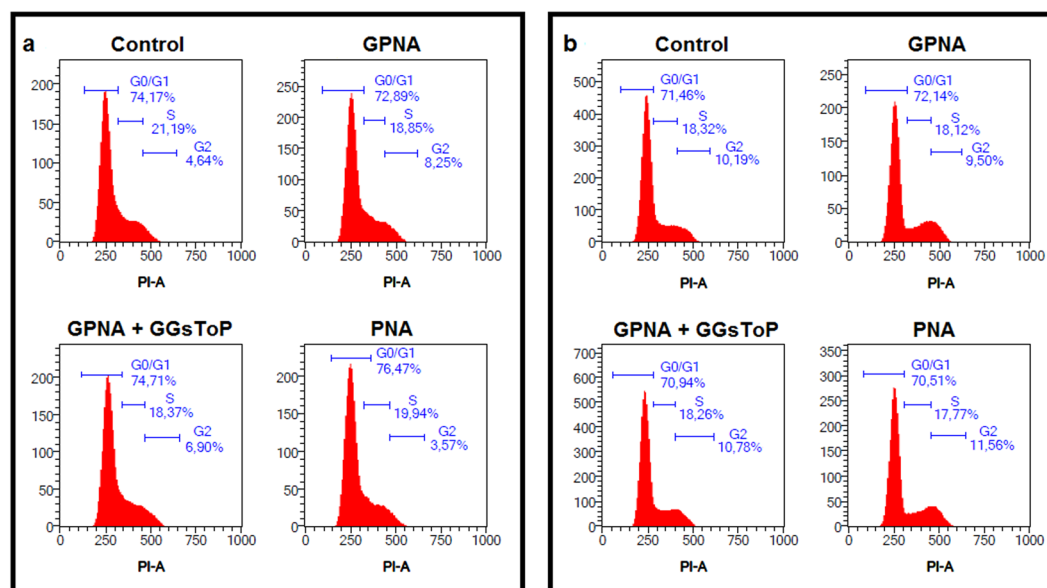 a
Control
G0/G1
74,17%
S
21,19%
G2
4,64%
200
150
100
50
0
0 250 500 750 1000
PI-A
GPNA
G0/G1
72,89%
S
18,85%
G2
8,25%
250
200
150
100
50
0
0 250 500 750 1000
PI-A
GPNA + GGsToP
G0/G1
74,71%
S
18,37%
G2
6,90%
200
150
100
50
0
0 250 500 750 1000
PI-A
PNA
G0/G1
76,47%
S
19,94%
G2
3,57%
200
150
100
50
0
0 250 500 750 1000
PI-A
b
Control
G0/G1
71,46%
S
18,32%
G2
10,19%
500
400
300
200
100
0
0 250 500 750 1000
PI-A
GPNA
G0/G1
72,14%
S
18,12%
G2
9,50%
250
200
150
100
50
0
0 250 500 750 1000
PI-A
GPNA + GGsToP
G0/G1
70,94%
S
18,26%
G2
10,78%
700
600
500
400
300
200
100
0
0 250 500 750 1000
PI-A
PNA
G0/G1
70,51%
S
17,77%
G2
11,56%
350
300
250
200
150
100
50
0
0 250 500 750 1000
PI-A